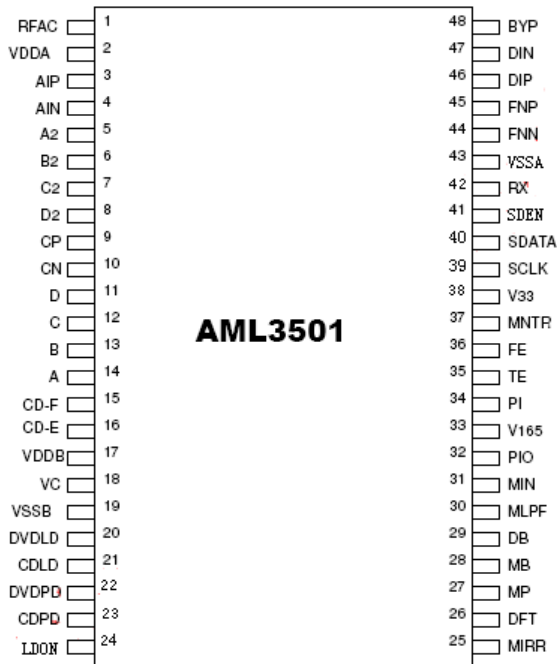 RFAC 1 48 BYP
VDDA 2 47 DIN
AIP 3 46 DIP
AIN 4 45 FNP
A2 5 44 FNN
B2 6 43 VSSA
C2 7 42 RX
D2 8 41 SDEN
CP 9 40 SDATA
CN 10 39 SCLK
D 11 38 V33
C 12 37 MNTR
AML3501
B 13 36 FE
A 14 35 TE
CD-F 15 34 PI
CD-E 16 33 V165
VDDB 17 32 PIO
VC 18 31 MIN
VSSB 19 30 MLPF
DVDLD 20 29 DB
CDLD 21 28 MB
DVDPD 22 27 MP
CDPD 23 26 DFT
LDON 24 25 MIRR